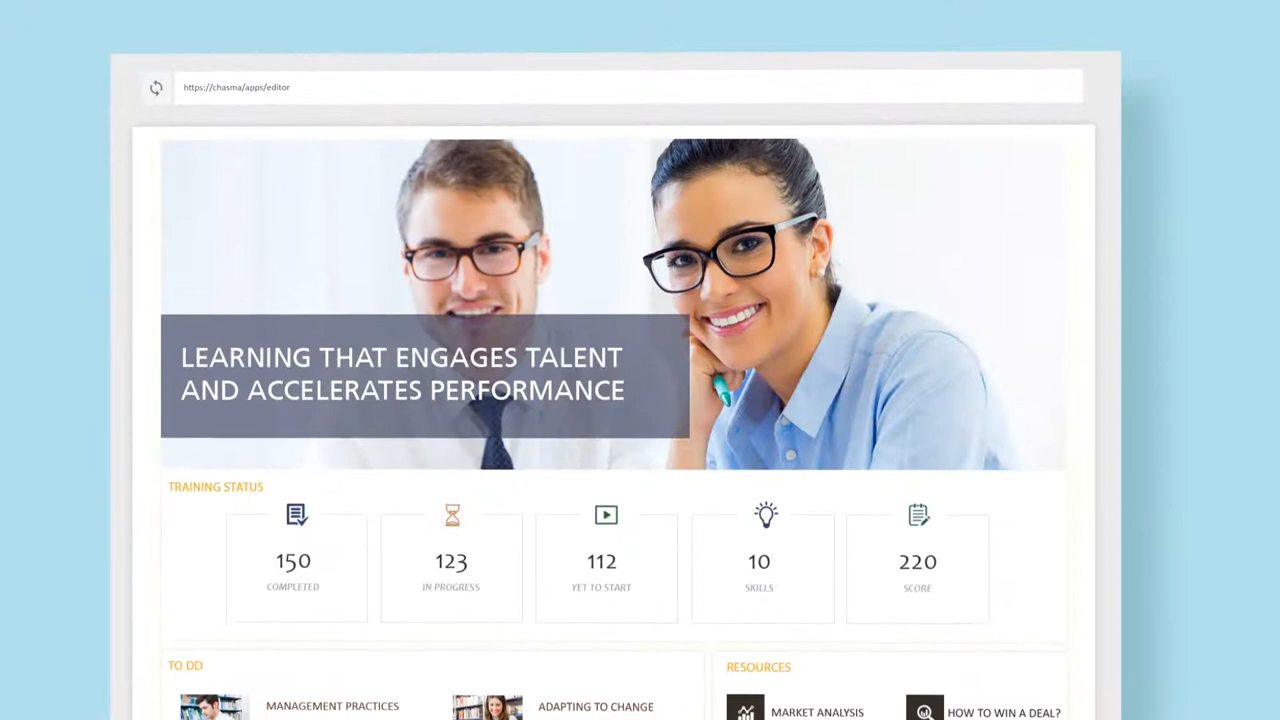 https://chasma/apps/editor
LEARNING THAT ENGAGES TALENT
AND ACCELERATES PERFORMANCE
TRAINING STATUS
150
COMPLETED
123
IN PROGRESS
112
YET TO START
10
SKILLS
220
SCORE
TO DD
MANAGEMENT PRACTICES
ADAPTING TO CHANGE
RESOURCES
MARKET ANALYSIS
HOW TO WIN A DEAL?